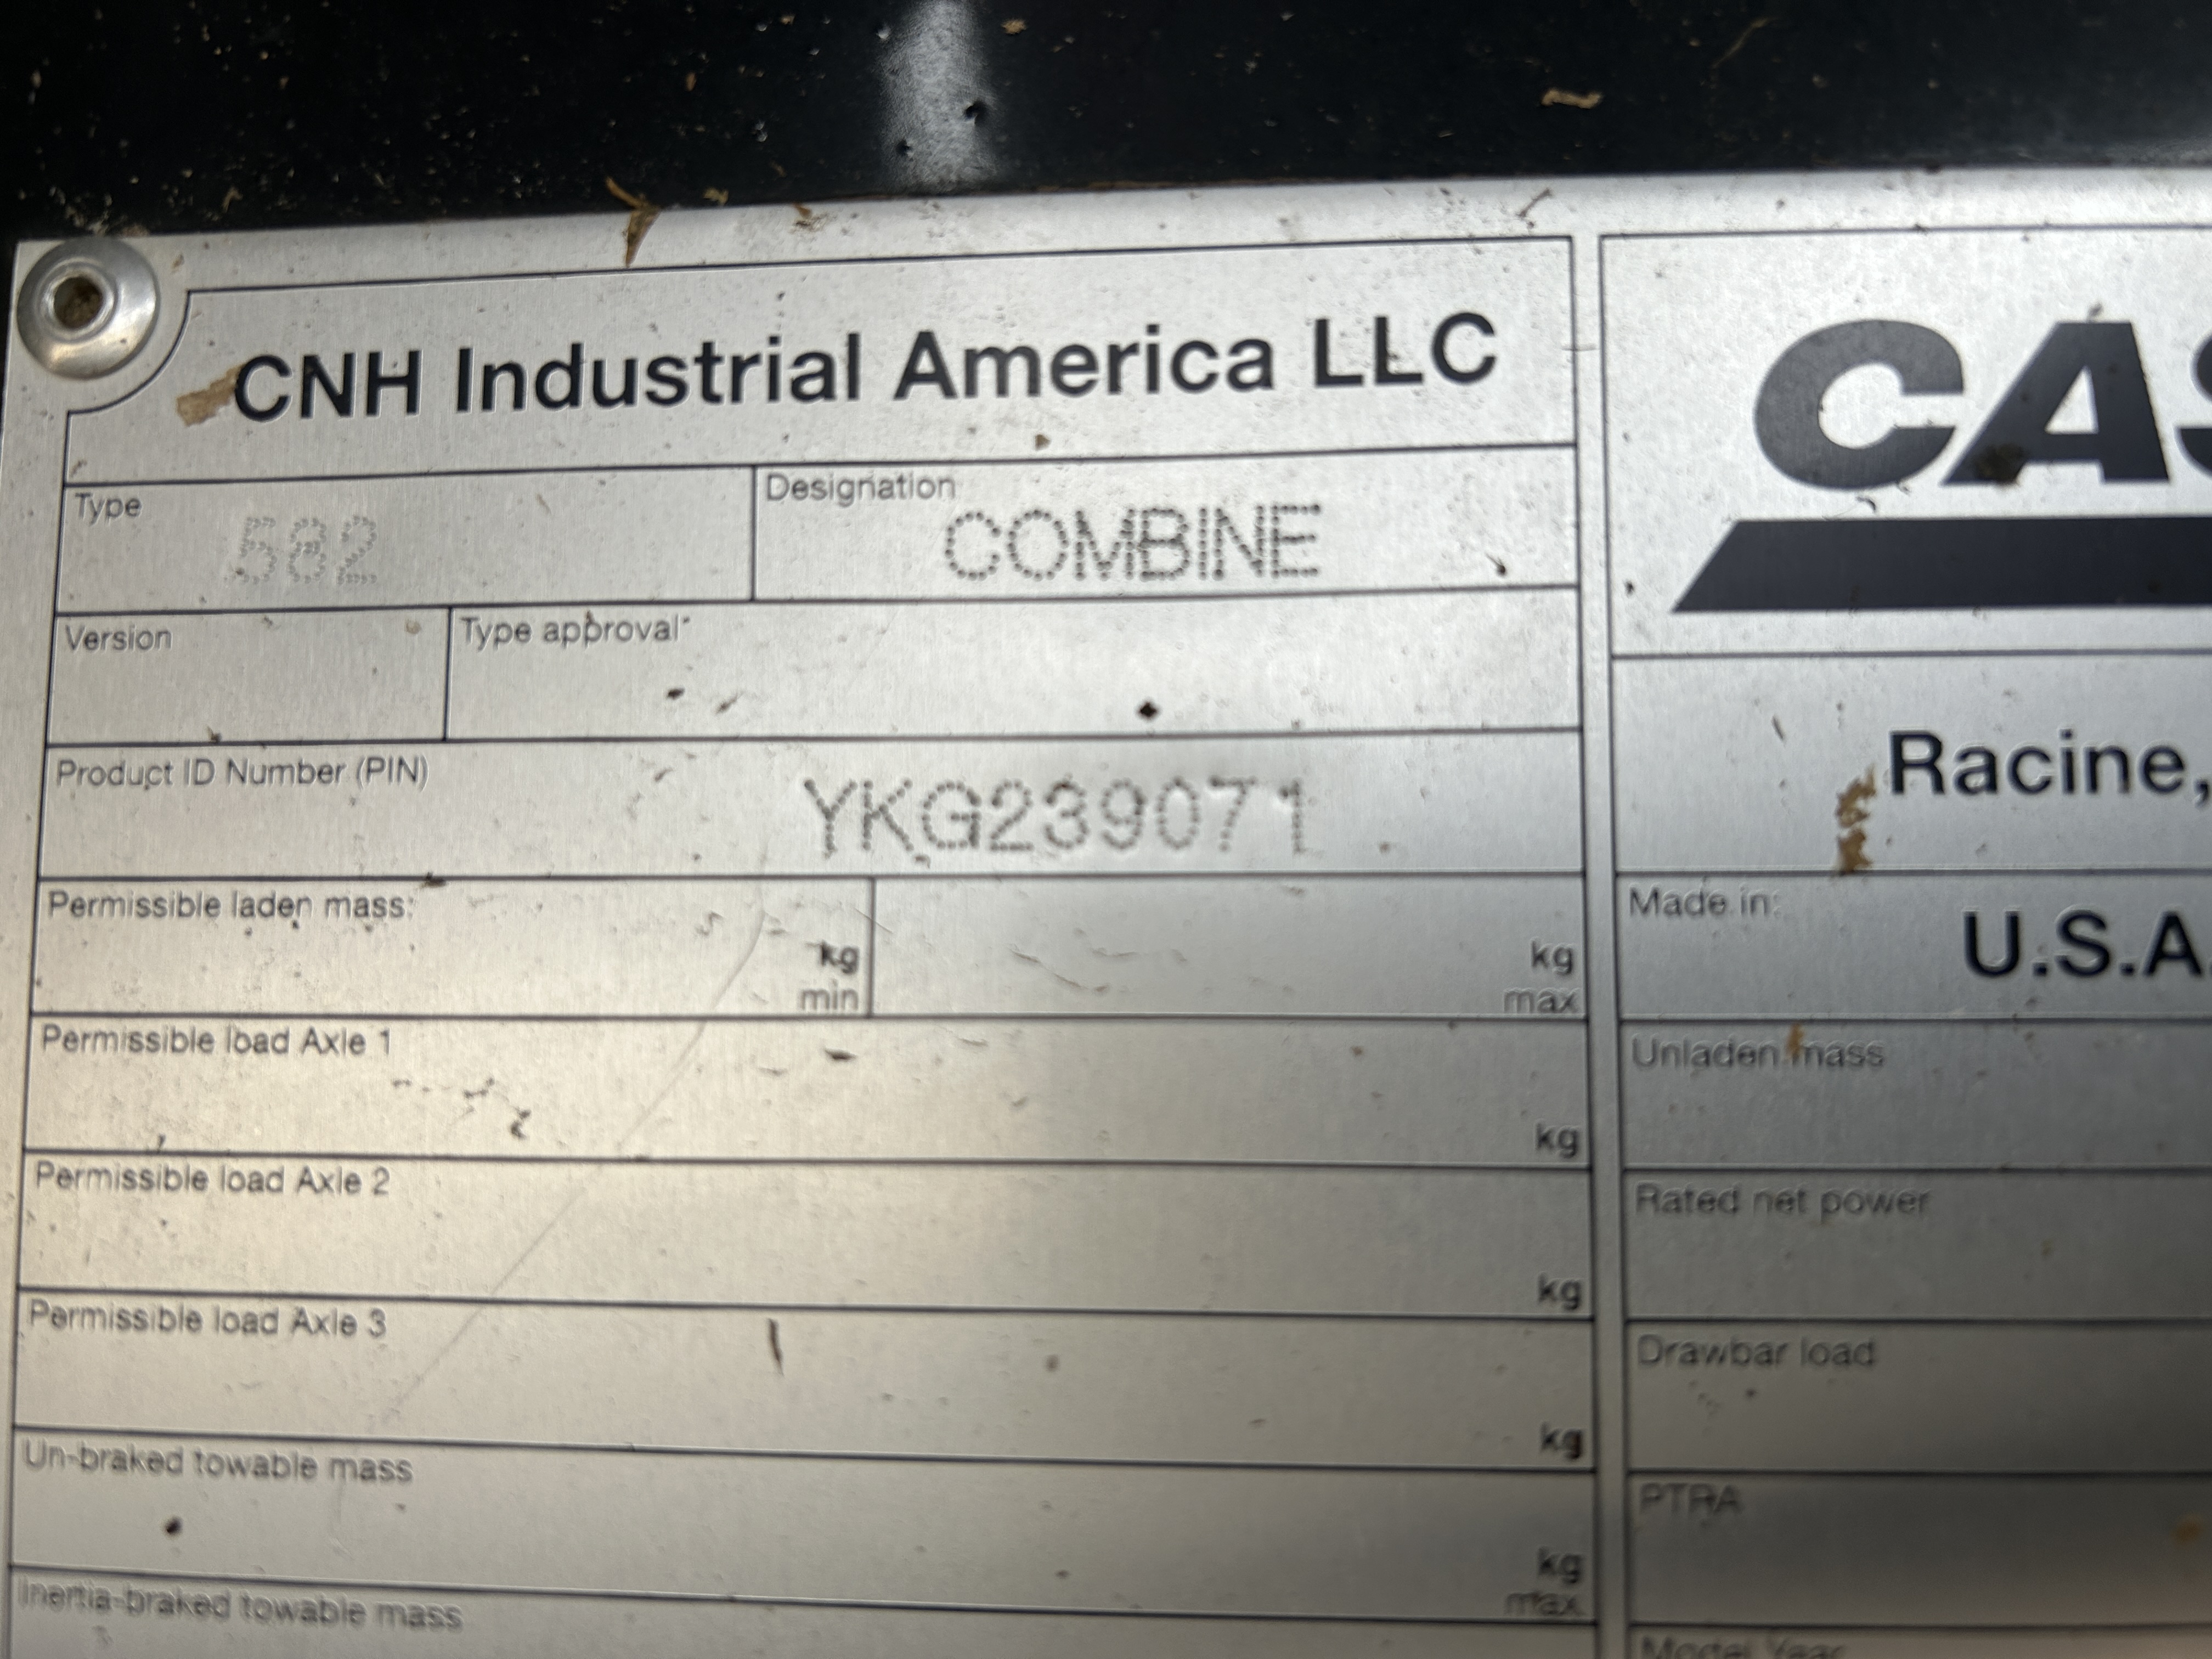 CNH Industrial America LLC
Type
582
Designation
COMBINE
Version
Type approval
Product ID Number (PIN)
YKG239071
Permissible laden mass:
kg
min
kg
max
Permissible load Axle 1
kg
Permissible load Axle 2
kg
Permissible load Axle 3
kg
Un-braked towable mass
kg
max
Inertia-braked towable mass
CAS
Racine,
Made in:
U.S.A.
Unladen mass
Rated net power
Drawbar load
PTRA
Model Year